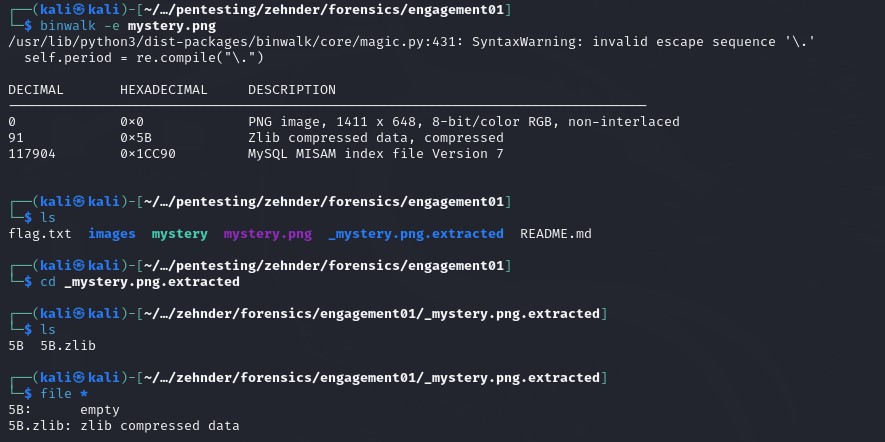 ┌──(kali㉿kali)-[~/…/pentesting/zehnder/forensics/engagement01]
└─$ binwalk -e mystery.png
/usr/lib/python3/dist-packages/binwalk/core/magic.py:431: SyntaxWarning: invalid escape sequence '\.'
  self.period = re.compile("\.")
DECIMAL       HEXADECIMAL     DESCRIPTION
--------------------------------------------------------------------------------
0             0×0             PNG image, 1411 x 648, 8-bit/color RGB, non-interlaced
91            0×5B            Zlib compressed data, compressed
117904        0×1CC90         MySQL MISAM index file Version 7
┌──(kali㉿kali)-[~/…/pentesting/zehnder/forensics/engagement01]
└─$ ls
flag.txt  images  mystery  mystery.png  _mystery.png.extracted  README.md
┌──(kali㉿kali)-[~/…/pentesting/zehnder/forensics/engagement01]
└─$ cd _mystery.png.extracted
┌──(kali㉿kali)-[~/…/zehnder/forensics/engagement01/_mystery.png.extracted]
└─$ ls
5B  5B.zlib
┌──(kali㉿kali)-[~/…/zehnder/forensics/engagement01/_mystery.png.extracted]
└─$ file *
5B:      empty
5B.zlib: zlib compressed data